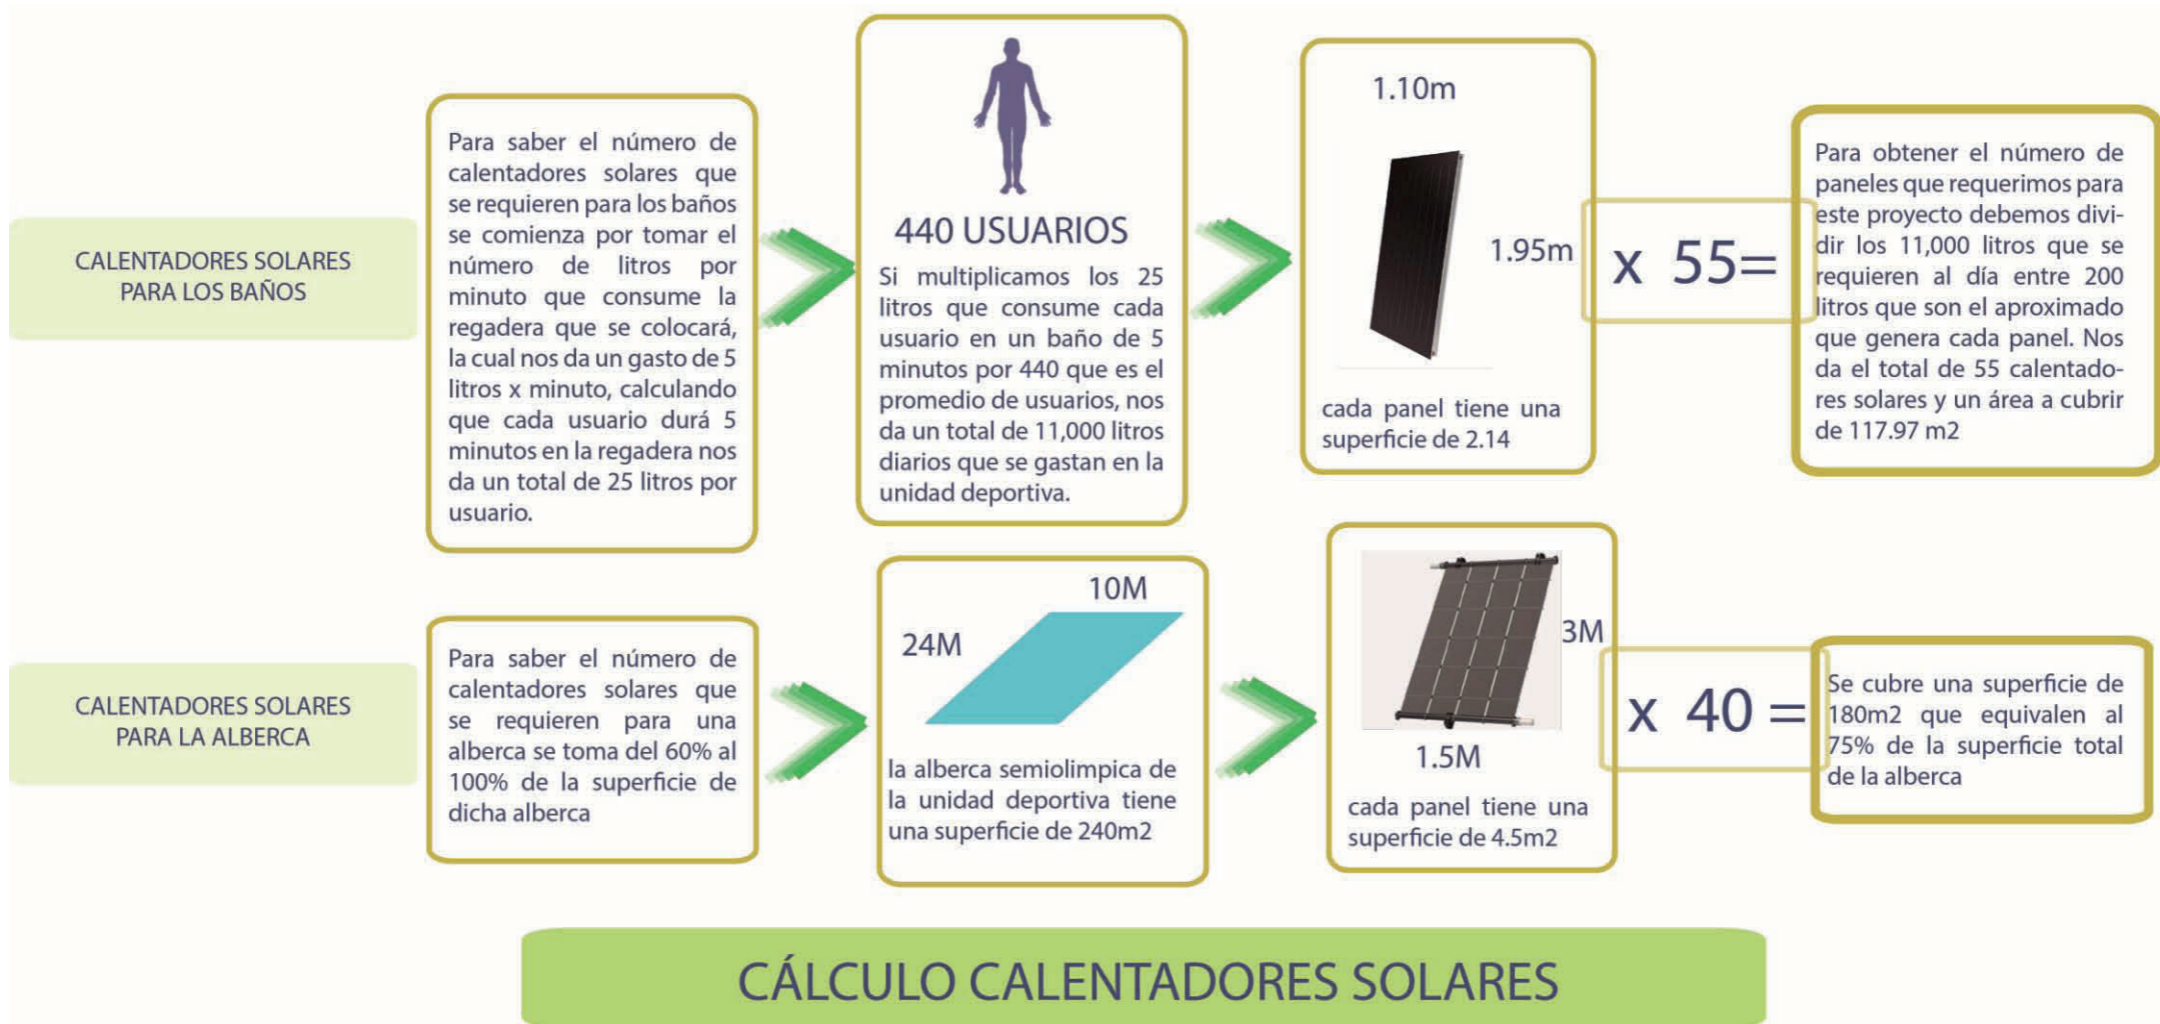 CALENTADORES SOLARES
PARA LOS BAÑOS
Para saber el número de
calentadores solares que
se requieren para los baños
se comienza por tomar el
número de litros por
minuto que consume la
regadera que se colocará,
la cual nos da un gasto de 5
litros x minuto, calculando
que cada usuario durá 5
minutos en la regadera nos
da un total de 25 litros por
usuario.
440 USUARIOS
Si multiplicamos los 25
litros que consume cada
usuario en un baño de 5
minutos por 440 que es el
promedio de usuarios, nos
da un total de 11,000 litros
diarios que se gastan en la
unidad deportiva.
1.10m
1.95m
cada panel tiene una
superficie de 2.14
x 55=
Para obtener el número de
paneles que requerimos para
este proyecto debemos divi-
dir los 11,000 litros que se
requieren al día entre 200
litros que son el aproximado
que genera cada panel. Nos
da el total de 55 calentado-
res solares y un área a cubrir
de 117.97 m2
CALENTADORES SOLARES
PARA LA ALBERCA
Para saber el número de
calentadores solares que
se requieren para una
alberca se toma del 60% al
100% de la superficie de
dicha alberca
10M
24M
la alberca semiolimpica de
la unidad deportiva tiene
una superficie de 240m2
3M
1.5M
cada panel tiene una
superficie de 4.5m2
x 40 =
Se cubre una superficie de
180m2 que equivalen al
75% de la superficie total
de la alberca
CÁLCULO CALENTADORES SOLARES